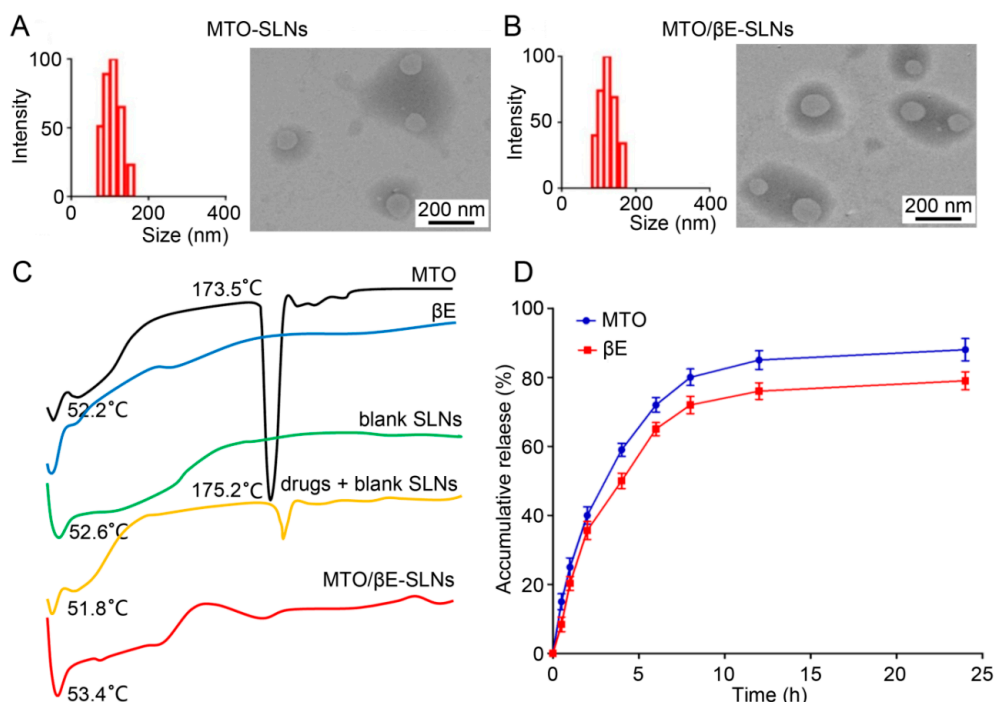 A
MTO-SLNs
Intensity
100
50
0
0
200
400
Size (nm)
200 nm
B
MTO/βE-SLNs
Intensity
100
50
0
0
200
400
Size (nm)
200 nm
C
MTO
173.5˚C
βE
52.2˚C
blank SLNs
52.6˚C
175.2˚C
drugs + blank SLNs
51.8˚C
MTO/βE-SLNs
53.4˚C
D
Accumulative relaese (%)
100
80
60
40
20
0
MTO
βE
0
5
10
15
20
25
Time (h)